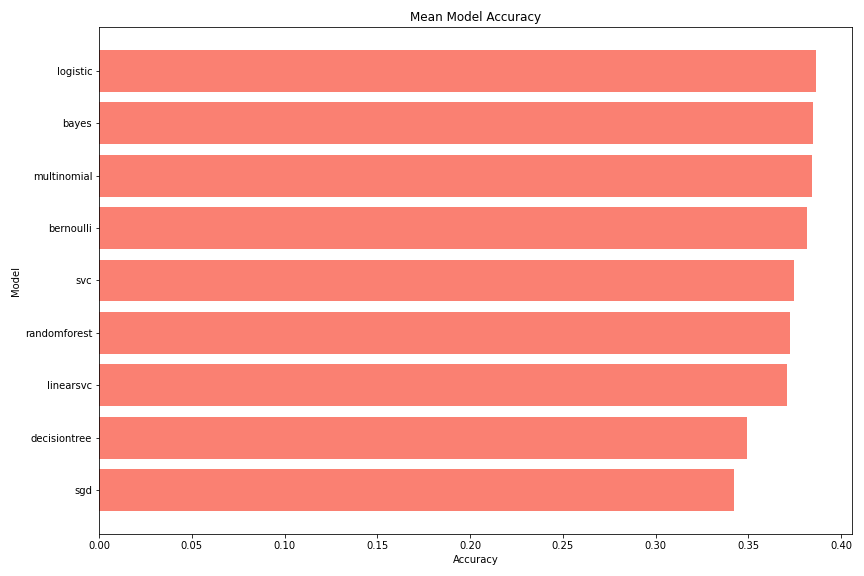 Mean Model Accuracy
Model
logistic
bayes
multinomial
bernoulli
svc
randomforest
linearsvc
decisiontree
sgd
0.00 0.05 0.10 0.15 0.20 0.25 0.30 0.35 0.40
Accuracy